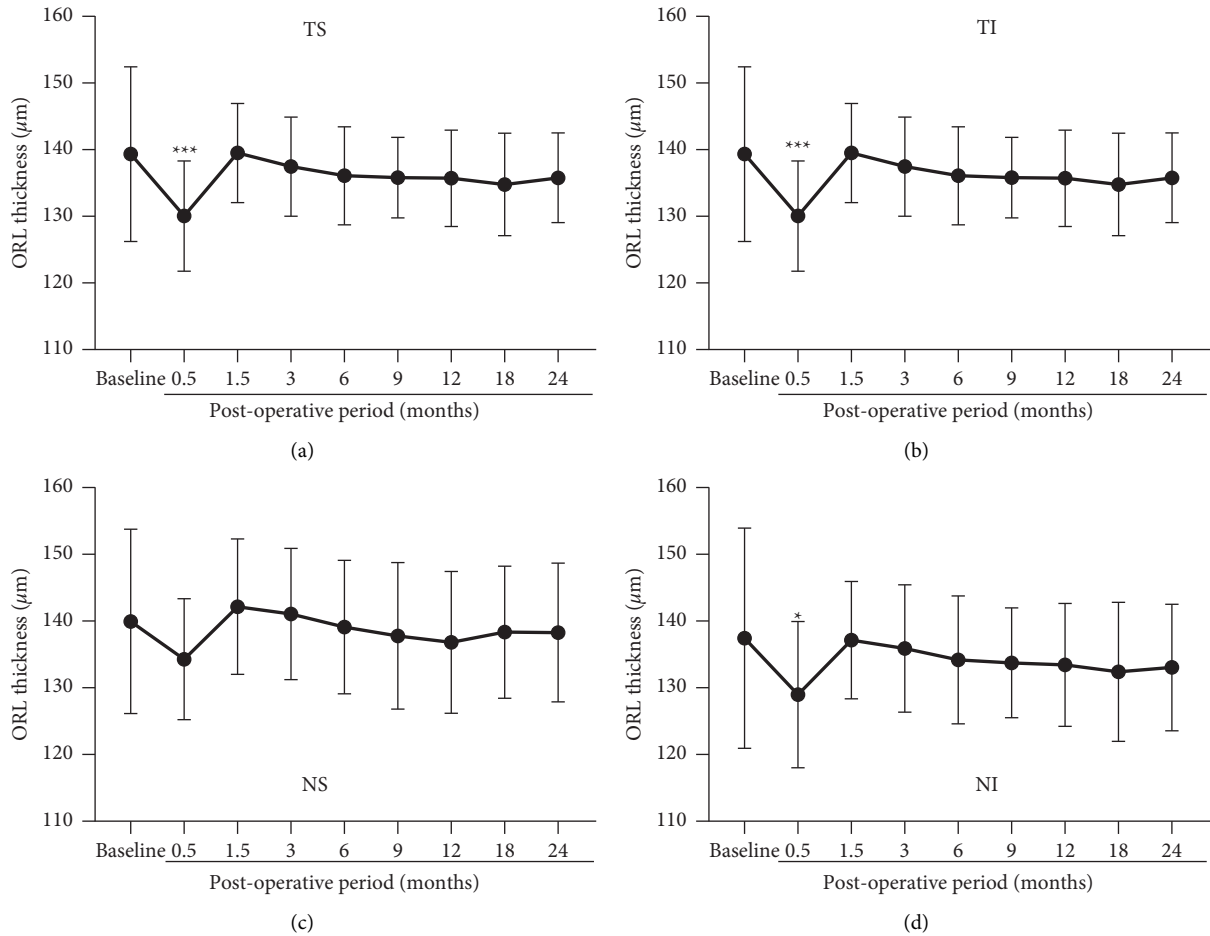 160
TS
150
ORL thickness (µm)
***
140
130
120
110
Baseline 0.5 1.5 3 6 9 12 18 24
Post-operative period (months)
(a)
160
TI
150
ORL thickness (µm)
***
140
130
120
110
Baseline 0.5 1.5 3 6 9 12 18 24
Post-operative period (months)
(b)
160
150
ORL thickness (µm)
140
130
120
NS
110
Baseline 0.5 1.5 3 6 9 12 18 24
Post-operative period (months)
(c)
160
150
ORL thickness (µm)
140
*
130
120
NI
110
Baseline 0.5 1.5 3 6 9 12 18 24
Post-operative period (months)
(d)